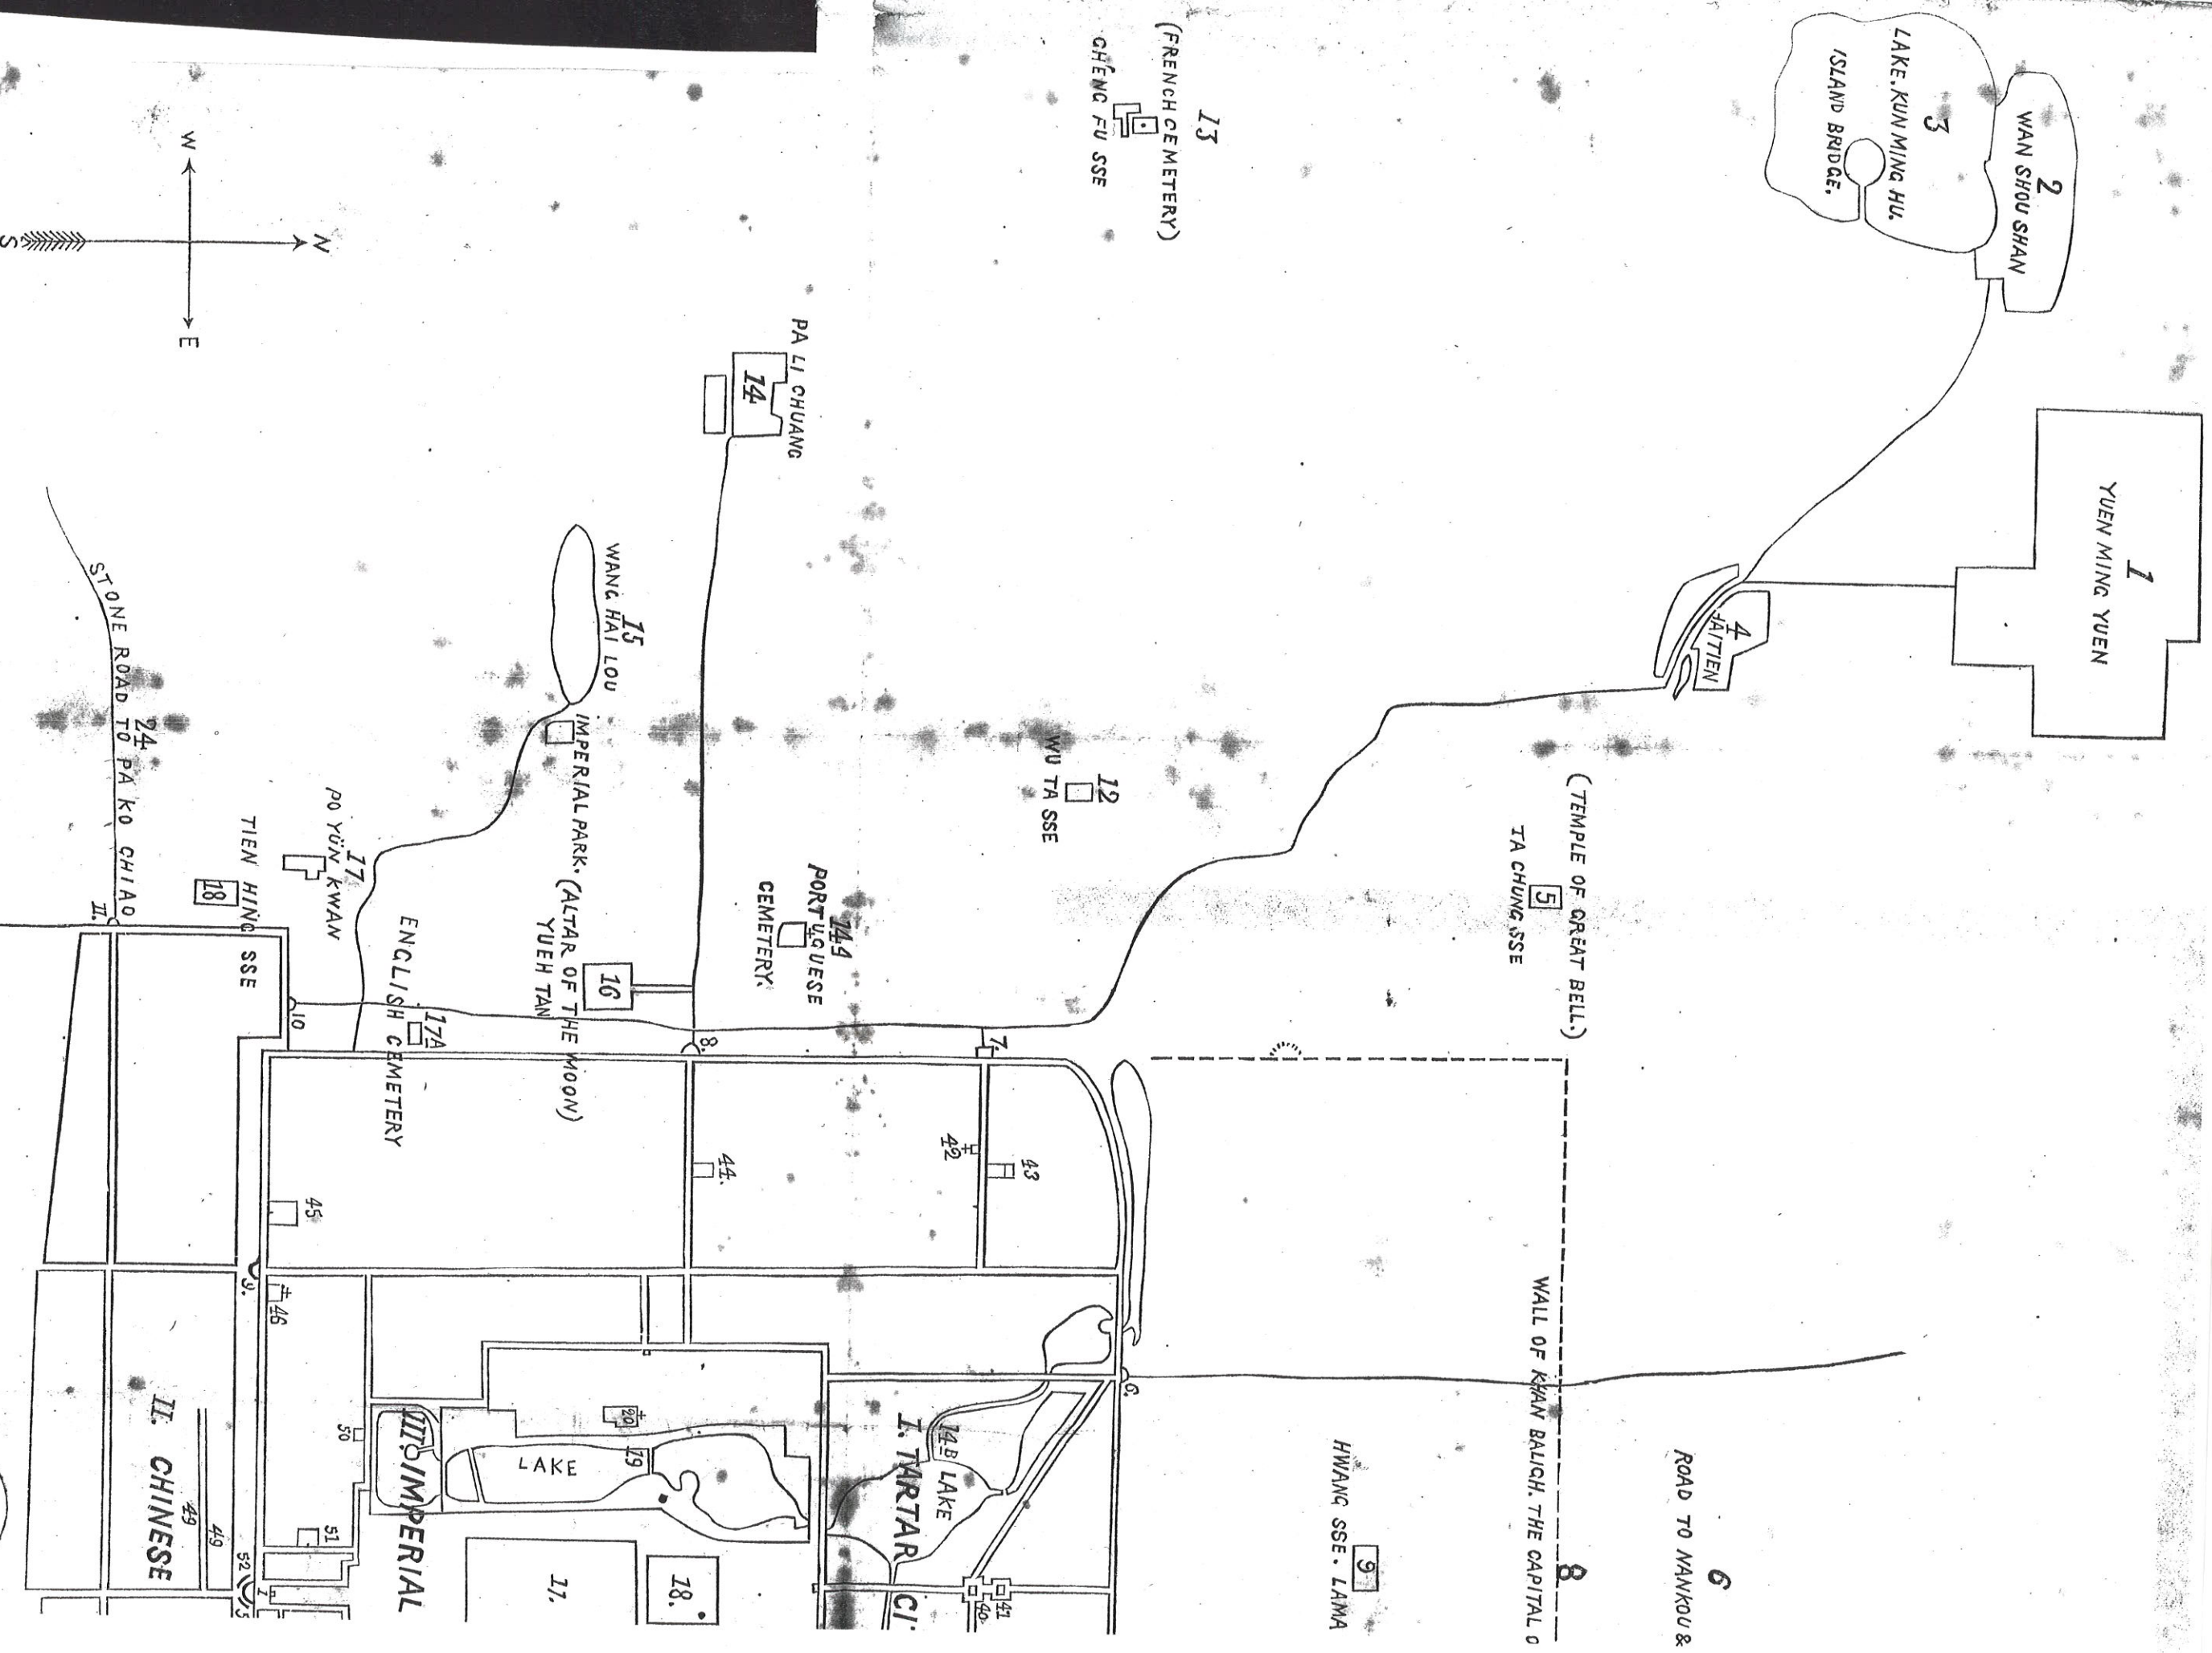 1
YUEN MING YUEN
2
WAN SHOU SHAN
3
LAKE. KUN MING HU.
ISLAND BRIDGE.
4
HAITIEN
(TEMPLE OF GREAT BELL.)
5
TA CHUNG SSE
6
ROAD TO NANKOU &
8
WALL OF KHAN BALIGH. THE CAPITAL O
9
HWANG SSE. LAMA
13
(FRENCH CEMETERY)
CHENG FU SSE
12
WU TA SSE
PA LI CHUANG
14
14A
PORTUGUESE
CEMETERY.
15
WANG HAI LOU
IMPERIAL PARK.
16
(ALTAR OF THE MOON)
YUEH TAN
17A
ENGLISH CEMETERY
17
PO YÜN KWAN
TIEN HING SSE
18
24
STONE ROAD TO PA KO CHIAO
W
N
S
E
II.
10
8.
7.
6.
9.
42
43
44.
45
46
14B
LAKE
I. TARTAR CI
41
40.
20
19
LAKE
III. IMPERIAL
50
51
17.
18.
II. CHINESE
49
49
52